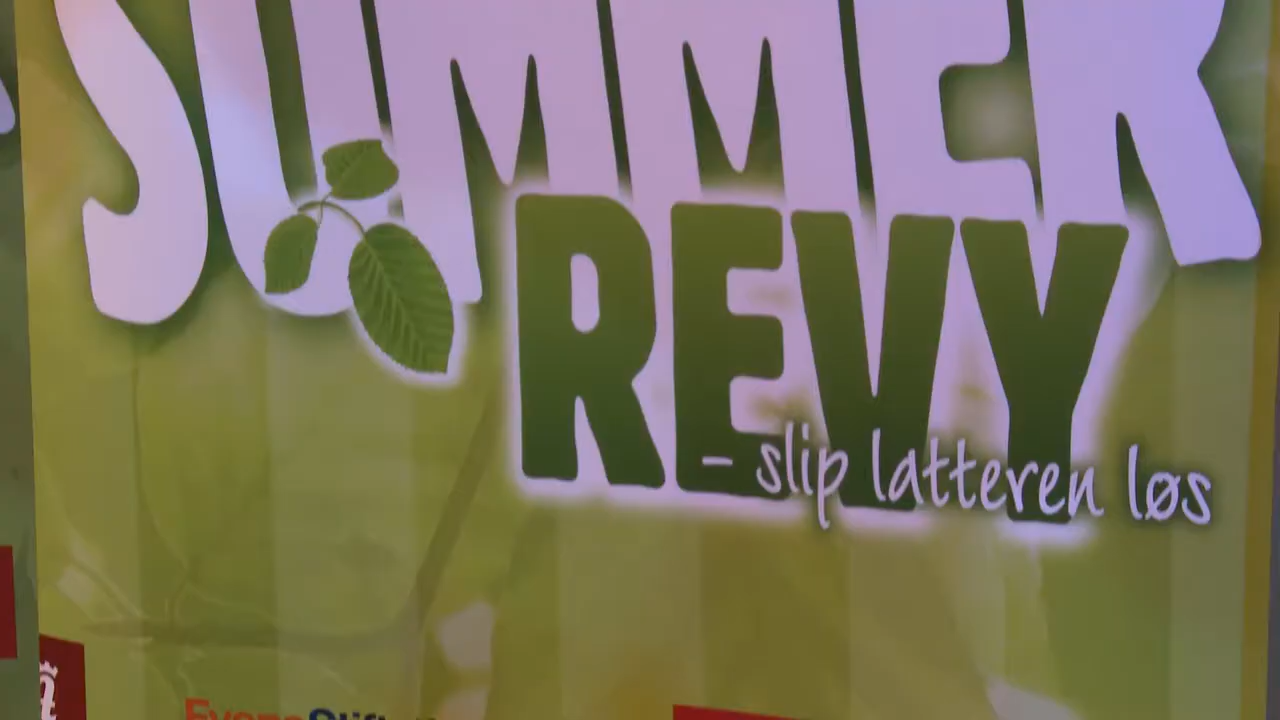 SUMMER
REVY
– slip latteren løs